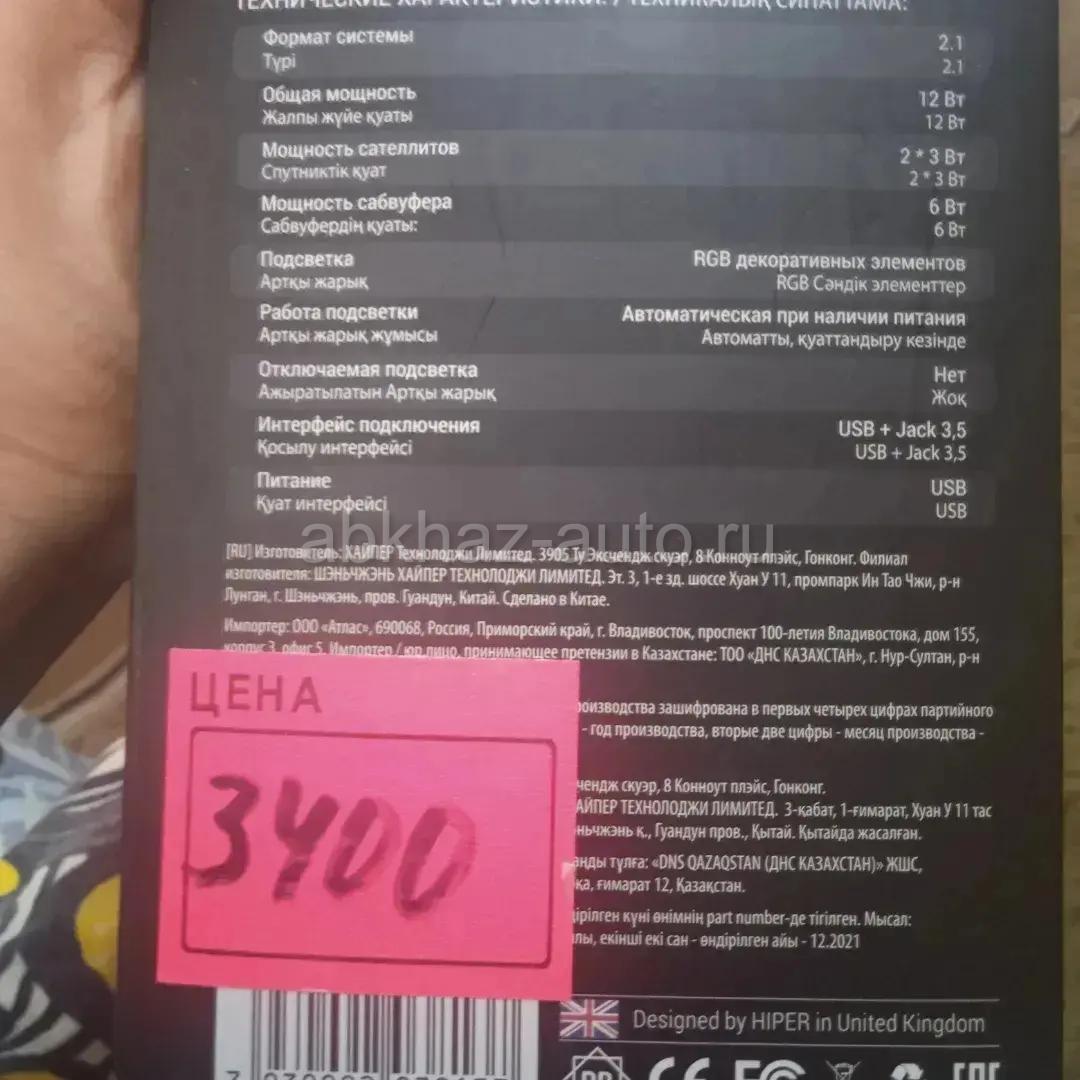 ТЕХНИЧЕСКИЕ ХАРАКТЕРИСТИКИ: / ТЕХНИКАЛЫҚ СИПАТТАМА:
Формат системы 2.1
Түрі 2.1
Общая мощность 12 Вт
Жалпы жүйе қуаты 12 Вт
Мощность сателлитов 2 * 3 Вт
Спутниктік қуат 2 * 3 Вт
Мощность сабвуфера 6 Вт
Сабвуфердің қуаты: 6 Вт
Подсветка RGB декоративных элементов
Артқы жарық RGB Сәндік элементтер
Работа подсветки Автоматическая при наличии питания
Артқы жарық жұмысы Автоматты, қуаттандыру кезінде
Отключаемая подсветка Нет
Ажыратылатын Артқы жарық Жоқ
Интерфейс подключения USB + Jack 3,5
Қосылу интерфейсі USB + Jack 3,5
Питание USB
Қуат интерфейсі USB
abkhaz-auto.ru
[RU] Изготовитель: ХАЙПЕР Технолоджи Лимитед. 3905 Ту Эксчендж скуэр, 8 Конноут плэйс, Гонконг. Филиал
изготовителя: ШЭНЬЧЖЭНЬ ХАЙПЕР ТЕХНОЛОДЖИ ЛИМИТЕД. Эт. 3, 1-е зд. шоссе Хуан У 11, промпарк Ин Тао Чжи, р-н
Лунган, г. Шэньчжэнь, пров. Гуандун, Китай. Сделано в Китае.
Импортер: ООО «Атлас», 690068, Россия, Приморский край, г. Владивосток, проспект 100-летия Владивостока, дом 155,
корпус 3, офис 5. Импортер / юр лицо, принимающее претензии в Казахстане: ТОО «ДНС КАЗАХСТАН», г. Нур-Султан, р-н
ЦЕНА
3400
оизводства зашифрована в первых четырех цифрах партийного
- год производства, вторые две цифры - месяц производства -
чендж скуэр, 8 Конноут плэйс, Гонконг.
АЙПЕР ТЕХНОЛОДЖИ ЛИМИТЕД. 3-қабат, 1-ғимарат, Хуан У 11 тас
ньчжэнь қ., Гуандун пров., Қытай. Қытайда жасалған.
анды тұлға: «DNS QAZAQSTAN (ДНС КАЗАХСТАН)» ЖШС,
ка, ғимарат 12, Қазақстан.
дірілген күні өнімнің part number-де тігілген. Мысал:
лы, екінші екі сан - өндірілген айы - 12.2021
Designed by HIPER in United Kingdom
CE FC EAC